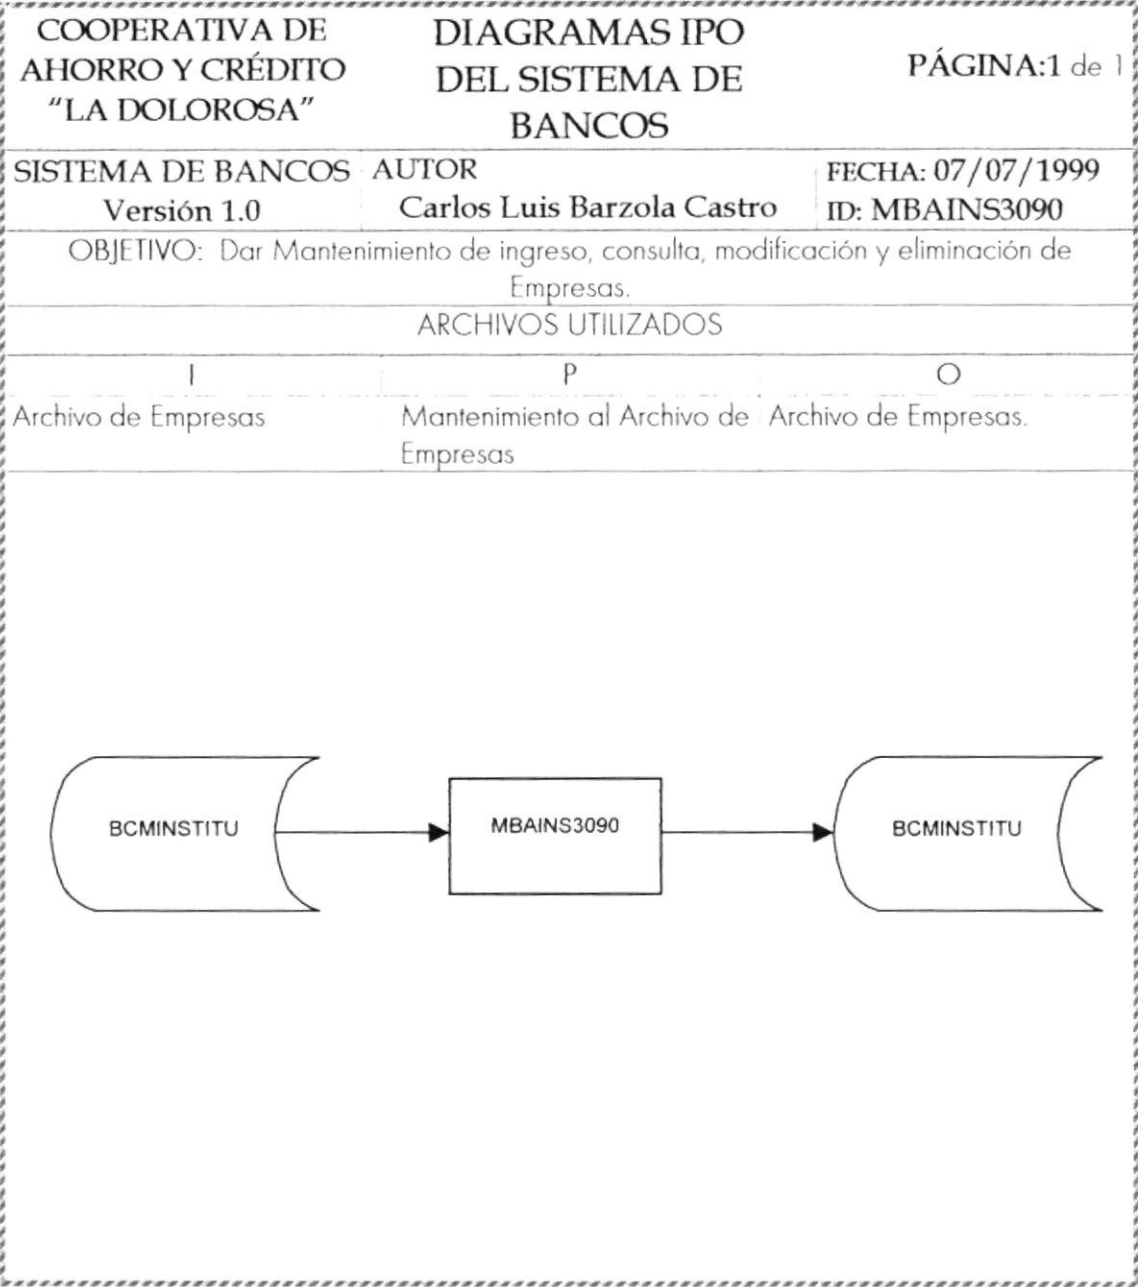 COOPERATIVA DE
AHORRO Y CRÉDITO
"LA DOLOROSA"
DIAGRAMAS IPO
DEL SISTEMA DE
BANCOS
PÁGINA:1 de 1
SISTEMA DE BANCOS
Versión 1.0
AUTOR
Carlos Luis Barzola Castro
FECHA: 07/07/1999
ID: MBAINS3090
OBJETIVO: Dar Mantenimiento de ingreso, consulta, modificación y eliminación de
Empresas.
ARCHIVOS UTILIZADOS
I
P
O
Archivo de Empresas
Mantenimiento al Archivo de
Empresas
Archivo de Empresas.
BCMINSTITU
MBAINS3090
BCMINSTITU